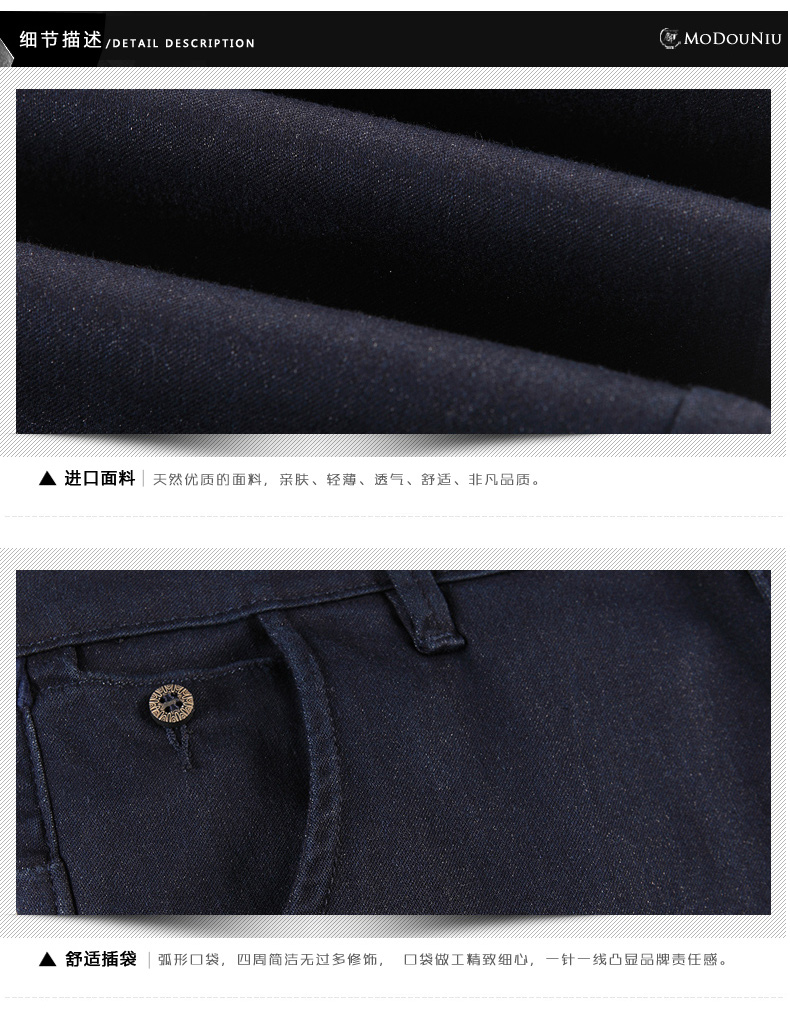 细节描述/DETAIL DESCRIPTION
MODOUNIU
▲ 进口面料 | 天然优质的面料，亲肤、轻薄、透气、舒适、非凡品质。
▲ 舒适插袋 | 弧形口袋，四周简洁无过多修饰， 口袋做工精致细心，一针一线凸显品牌责任感。